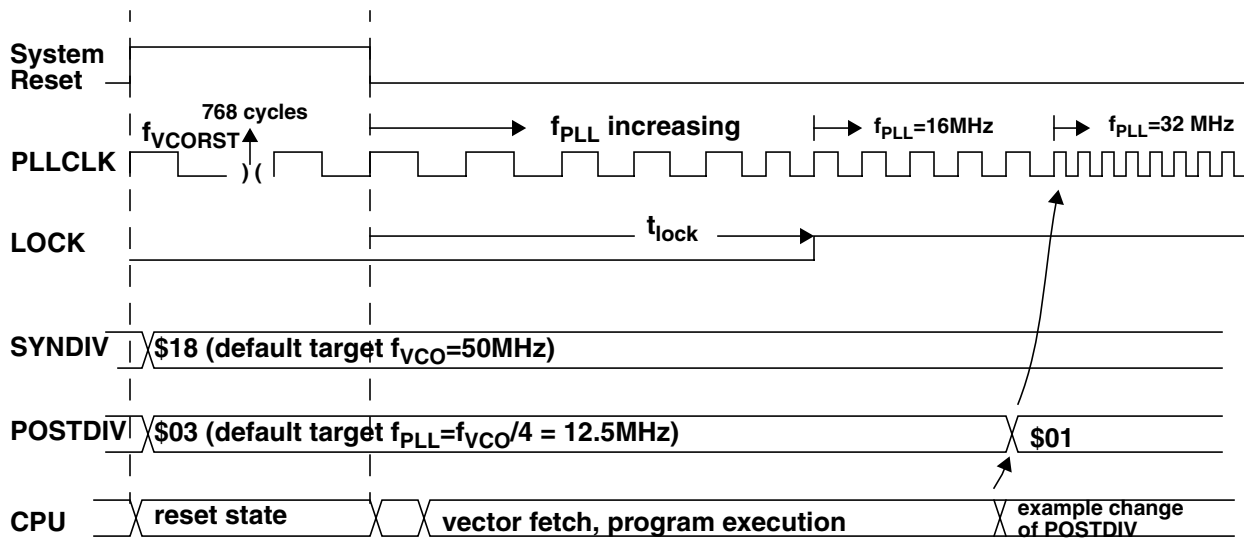 System
Reset
768 cycles
fVCORST
fPLL increasing
fPLL=16MHz
fPLL=32 MHz
PLLCLK
) (
LOCK
tlock
SYNDIV
$18 (default target fVCO=50MHz)
POSTDIV
$03 (default target fPLL=fVCO/4 = 12.5MHz)
$01
CPU
reset state
vector fetch, program execution
example change
of POSTDIV